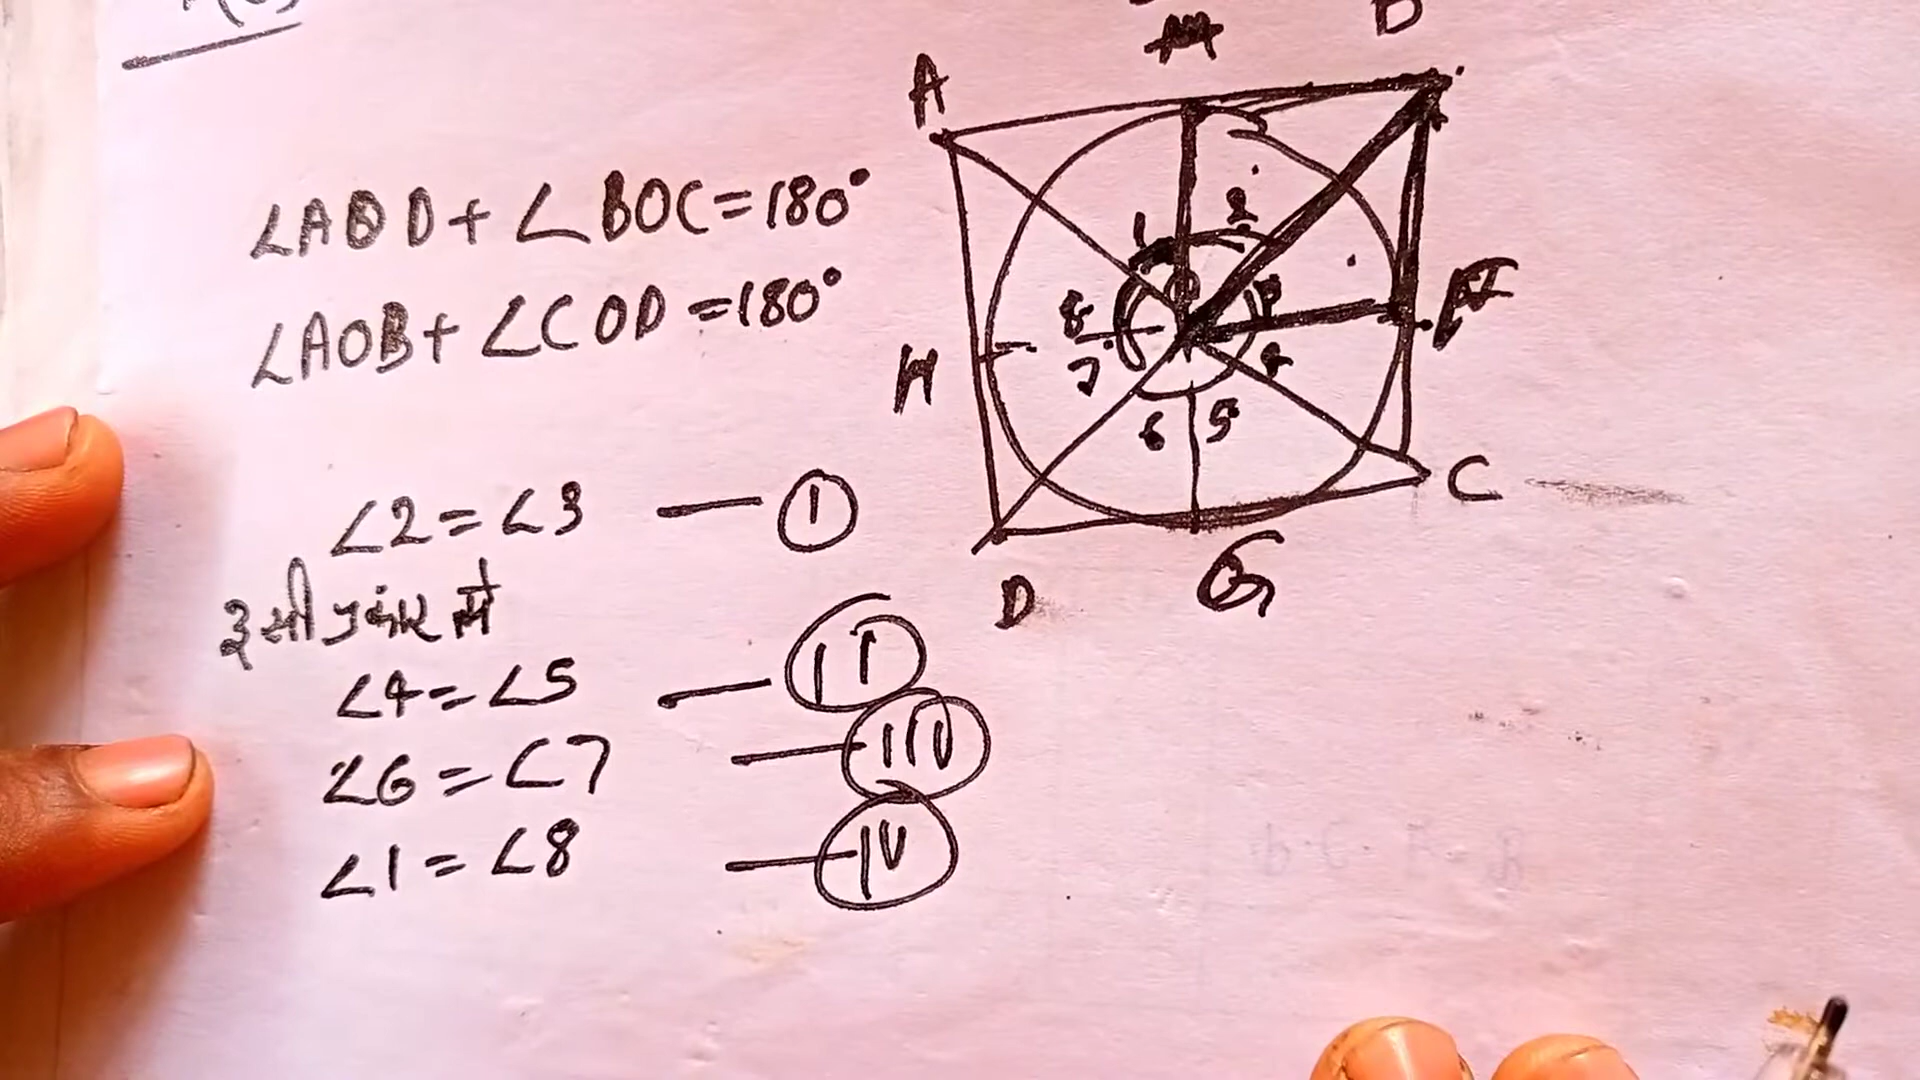 A
B
∠AOD + ∠BOC = 180°
∠AOB + ∠COD = 180°
1
2
8
3
7
4
6
5
H
C
D
G
∠2 = ∠3 — I
इसी प्रकार से
∠4 = ∠5 — II
∠6 = ∠7 — III
∠1 = ∠8 — IV